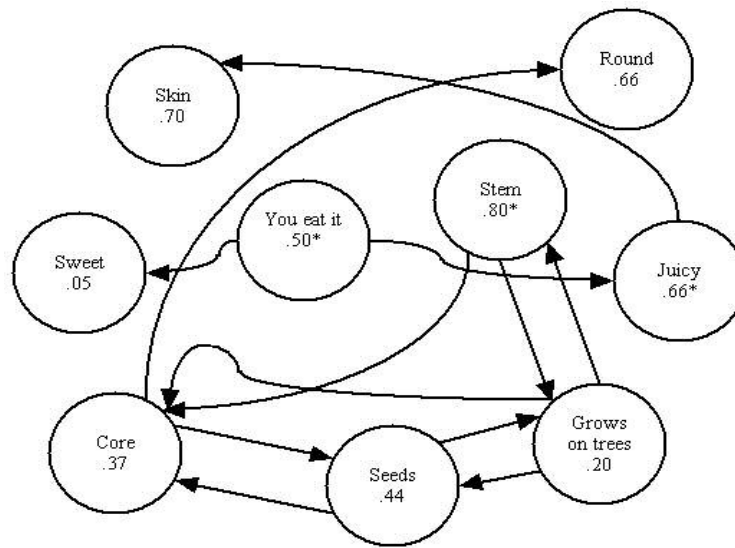 Round
.66
Skin
.70
Stem
.80*
You eat it
.50*
Sweet
.05
Juicy
.66*
Core
.37
Seeds
.44
Grows
on trees
.20